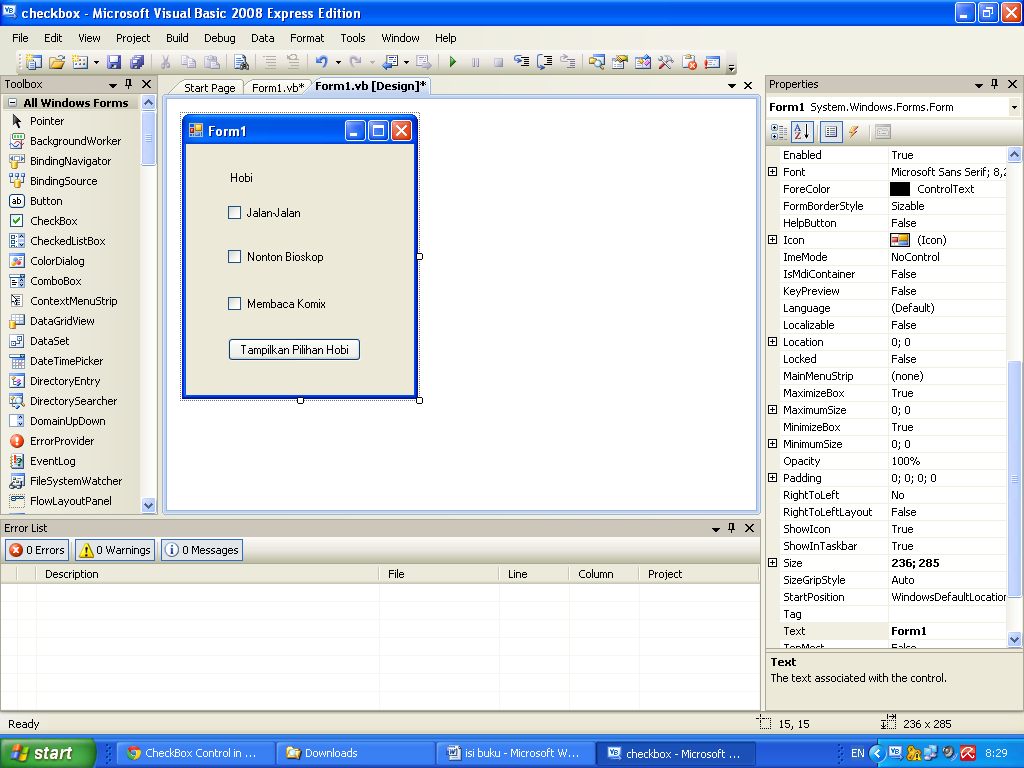 checkbox - Microsoft Visual Basic 2008 Express Edition
File Edit View Project Build Debug Data Format Tools Window Help
Toolbox
All Windows Forms
Pointer
BackgroundWorker
BindingNavigator
BindingSource
Button
CheckBox
CheckedListBox
ColorDialog
ComboBox
ContextMenuStrip
DataGridView
DataSet
DateTimePicker
DirectoryEntry
DirectorySearcher
DomainUpDown
ErrorProvider
EventLog
FileSystemWatcher
FlowLayoutPanel
Start Page Form1.vb* Form1.vb [Design]*
Form1
Hobi
Jalan-Jalan
Nonton Bioskop
Membaca Komix
Tampilkan Pilihan Hobi
Properties
Form1 System.Windows.Forms.Form
Enabled True
Font Microsoft Sans Serif; 8,2
ForeColor ControlText
FormBorderStyle Sizable
HelpButton False
Icon (Icon)
ImeMode NoControl
IsMdiContainer False
KeyPreview False
Language (Default)
Localizable False
Location 0; 0
Locked False
MainMenuStrip (none)
MaximizeBox True
MaximumSize 0; 0
MinimizeBox True
MinimumSize 0; 0
Opacity 100%
Padding 0; 0; 0; 0
RightToLeft No
RightToLeftLayout False
ShowIcon True
ShowInTaskbar True
Size 236; 285
SizeGripStyle Auto
StartPosition WindowsDefaultLocation
Tag
Text Form1
TopMost False
Text
The text associated with the control.
Error List
0 Errors 0 Warnings 0 Messages
Description File Line Column Project
Ready 15, 15 236 x 285
start CheckBox Control in ... Downloads isi buku - Microsoft W... checkbox - Microsoft ... EN 8:29